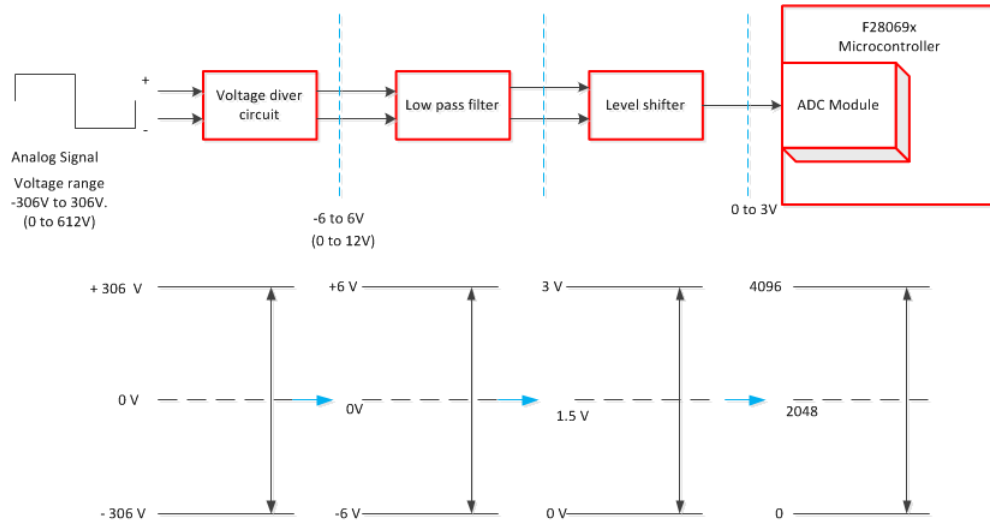 F28069x
Microcontroller
+
-
Voltage diver
circuit
Low pass filter
Level shifter
ADC Module
Analog Signal
Voltage range
-306V to 306V.
(0 to 612V)
-6 to 6V
(0 to 12V)
0 to 3V
+ 306 V
+6 V
3 V
4096
0 V
0V
1.5 V
2048
- 306 V
-6 V
0 V
0